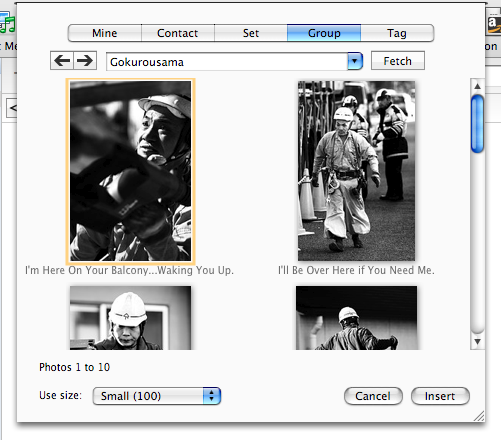 Mine Contact Set Group Tag
Gokurousama Fetch
I'm Here On Your Balcony...Waking You Up. I'll Be Over Here if You Need Me.
Photos 1 to 10
Use size: Small (100) Cancel Insert